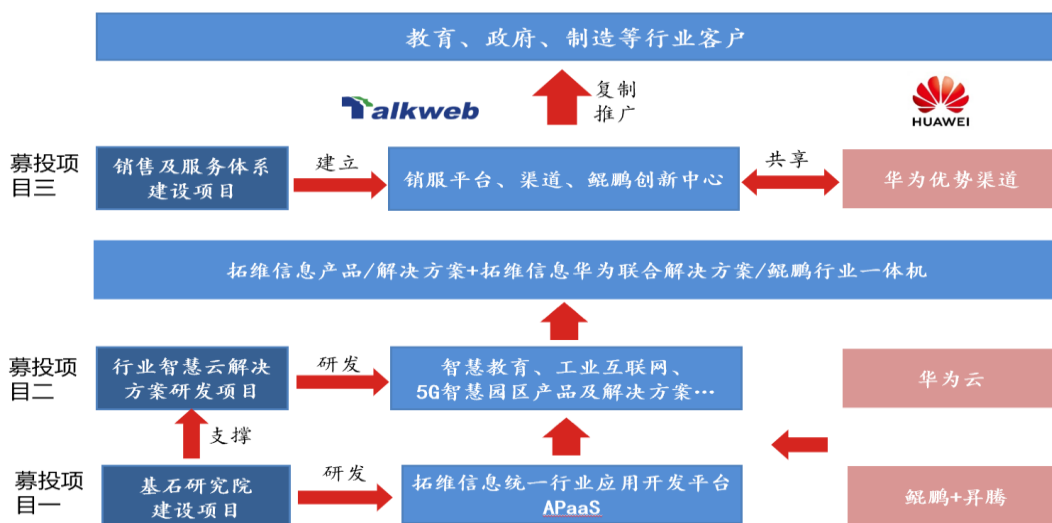 教育、政府、制造等行业客户
Talkweb
复制
推广
HUAWEI
募投项
目三
销售及服务体系
建设项目
建立
销服平台、渠道、鲲鹏创新中心
共享
华为优势渠道
拓维信息产品/解决方案+拓维信息华为联合解决方案/鲲鹏行业一体机
募投项
目二
行业智慧云解决
方案研发项目
研发
智慧教育、工业互联网、
5G智慧园区产品及解决方案…
华为云
支撑
募投项
目一
基石研究院
建设项目
研发
拓维信息统一行业应用开发平台
APaaS
鲲鹏+昇腾